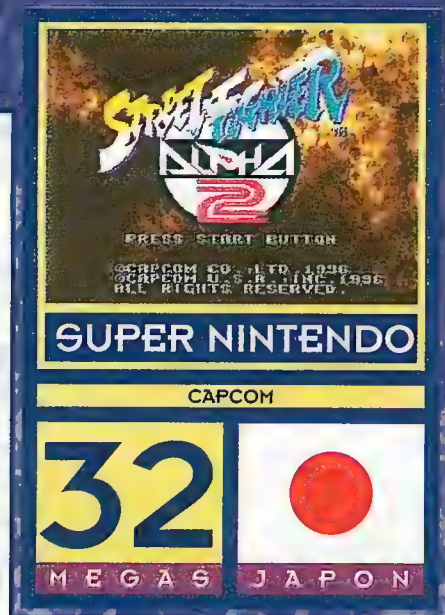 STREET FIGHTER
'96
ALPHA
2
PRESS START BUTTON
©CAPCOM CO.,LTD.1996
©CAPCOM U.S.A.,INC.1996
ALL RIGHTS RESERVED.
SUPER NINTENDO
CAPCOM
32
MEGAS
JAPON